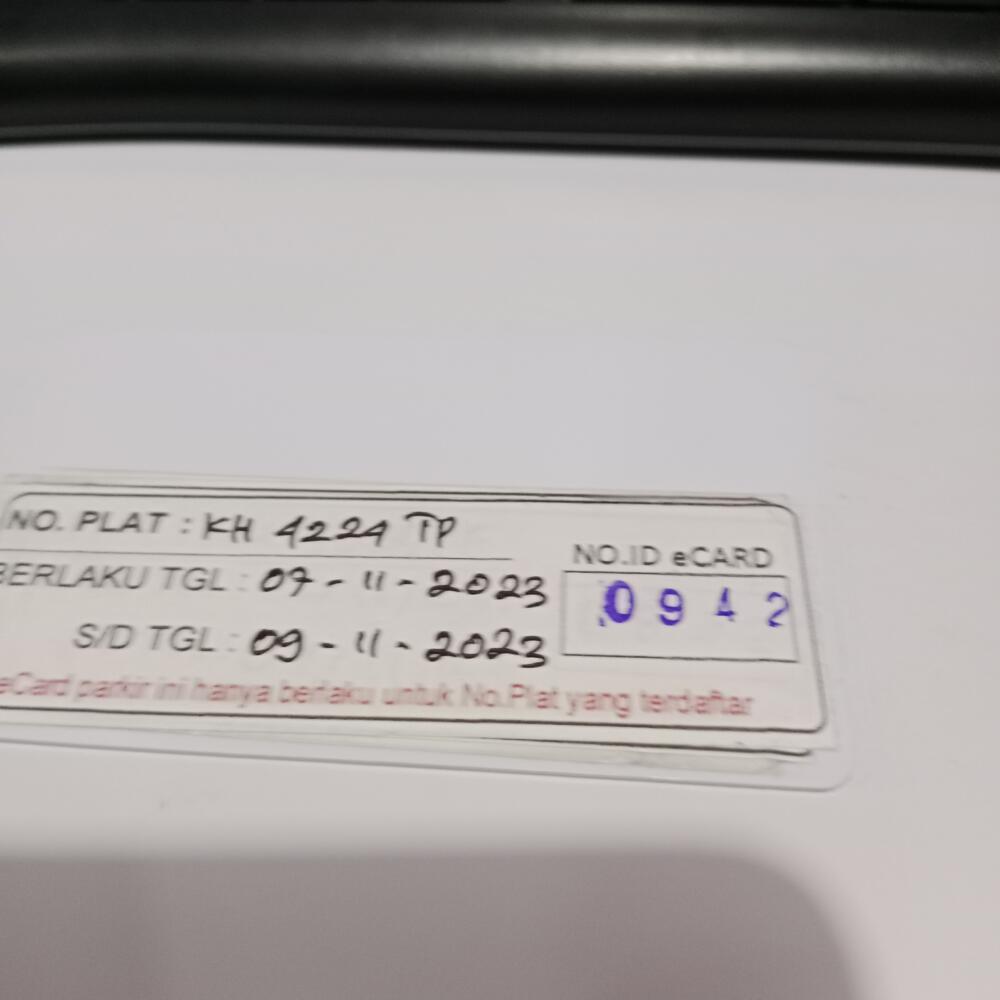 NO. PLAT : KH 4224 TP
BERLAKU TGL : 07 - 11 - 2023
S/D TGL : 09 - 11 - 2023
NO.ID eCARD
0942
eCard parkir ini hanya berlaku untuk No.Plat yang terdaftar